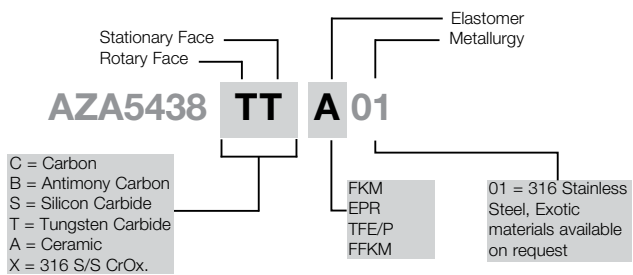 Elastomer
Stationary Face
Metallurgy
Rotary Face
AZA5438 TT A 01
C = Carbon
B = Antimony Carbon
S = Silicon Carbide
T = Tungsten Carbide
A = Ceramic
X = 316 S/S CrOx.
FKM
EPR
TFE/P
FFKM
01 = 316 Stainless
Steel, Exotic
materials available
on request